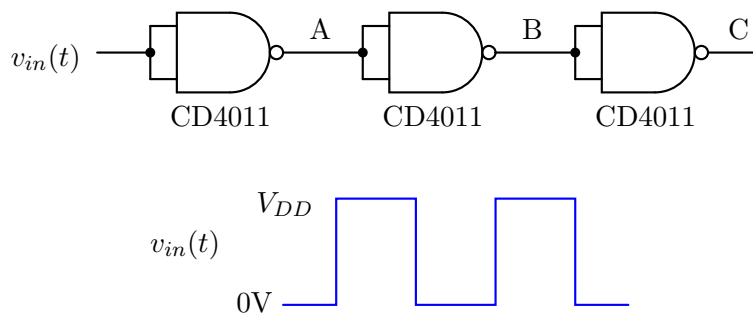 A B C
v_{in}(t)
CD4011 CD4011 CD4011
V_{DD}
v_{in}(t)
0V